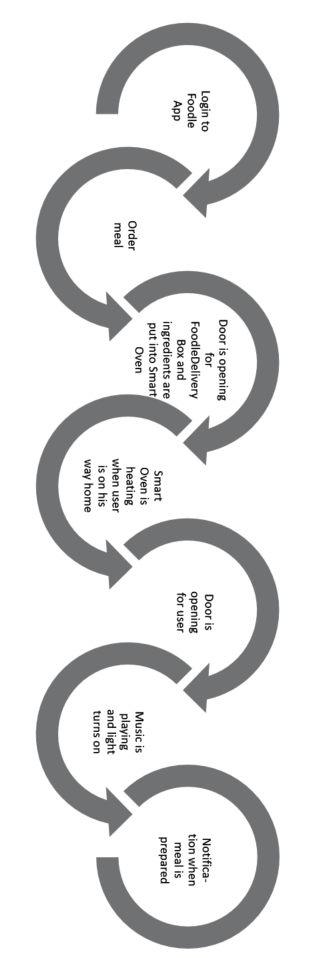 Login to
Foodle
App
Order
meal
Door is opening
for
FoodleDelivery
Box and
ingredients are
put into Smart
Oven
Smart
Oven is
heating
when user
is on his
way home
Door is
opening
for user
Music is
playing
and light
turns on
Notifica-
tion when
meal is
prepared